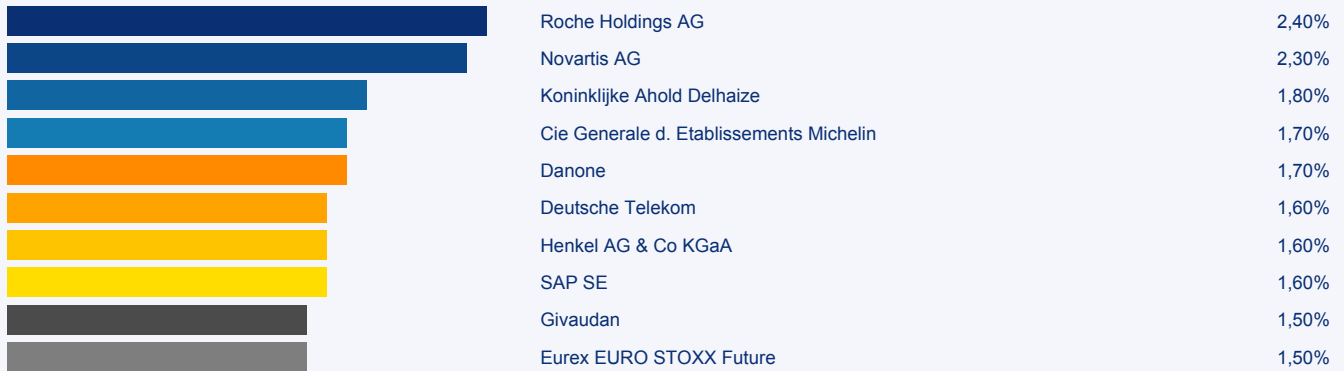 Roche Holdings AG 2,40%
Novartis AG 2,30%
Koninklijke Ahold Delhaize 1,80%
Cie Generale d. Etablissements Michelin 1,70%
Danone 1,70%
Deutsche Telekom 1,60%
Henkel AG & Co KGaA 1,60%
SAP SE 1,60%
Givaudan 1,50%
Eurex EURO STOXX Future 1,50%